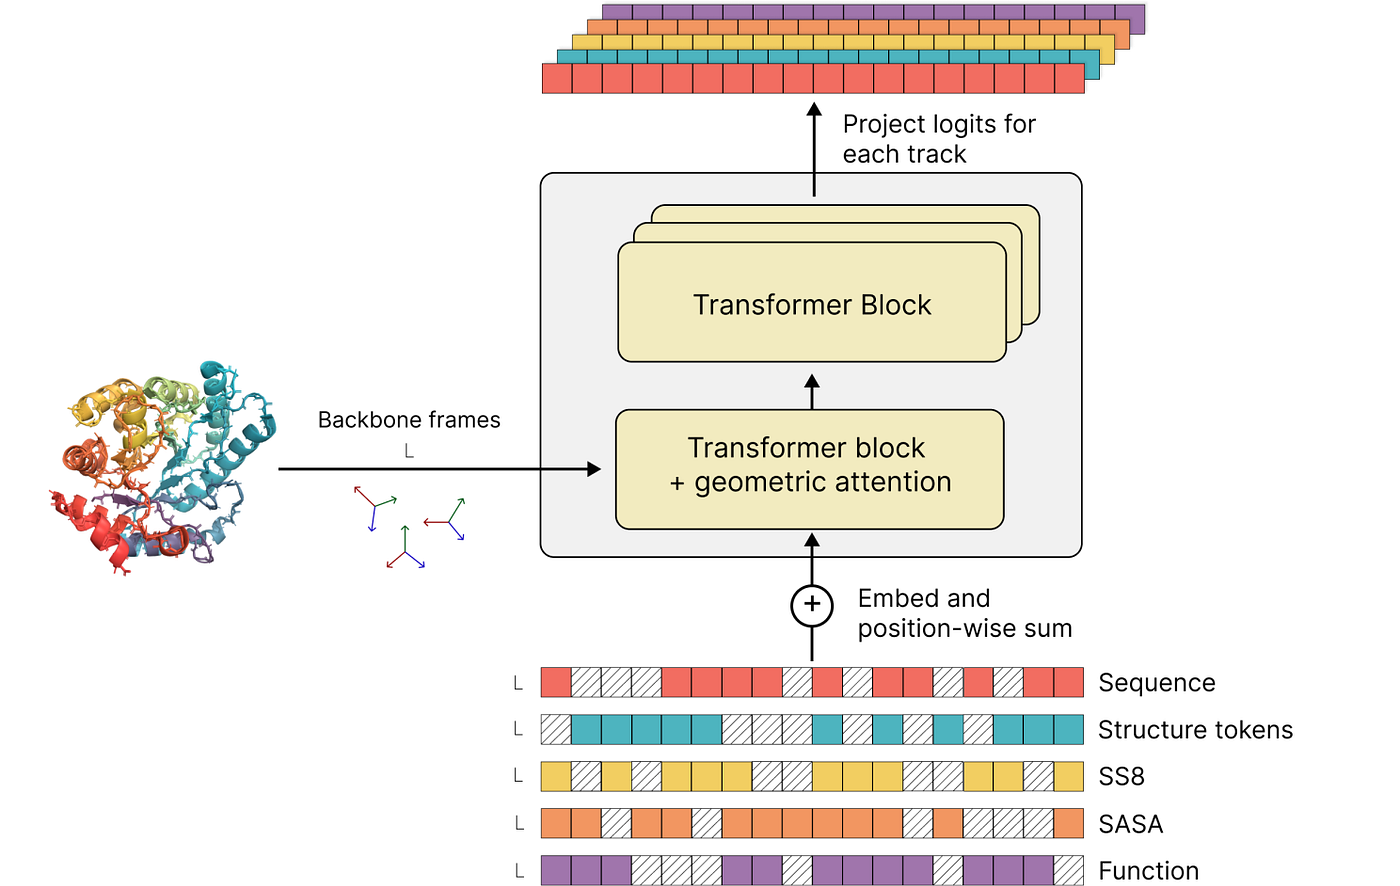 Project logits for
each track
Transformer Block
Backbone frames
L
Transformer block
+ geometric attention
+
Embed and
position-wise sum
L Sequence
L Structure tokens
L SS8
L SASA
L Function